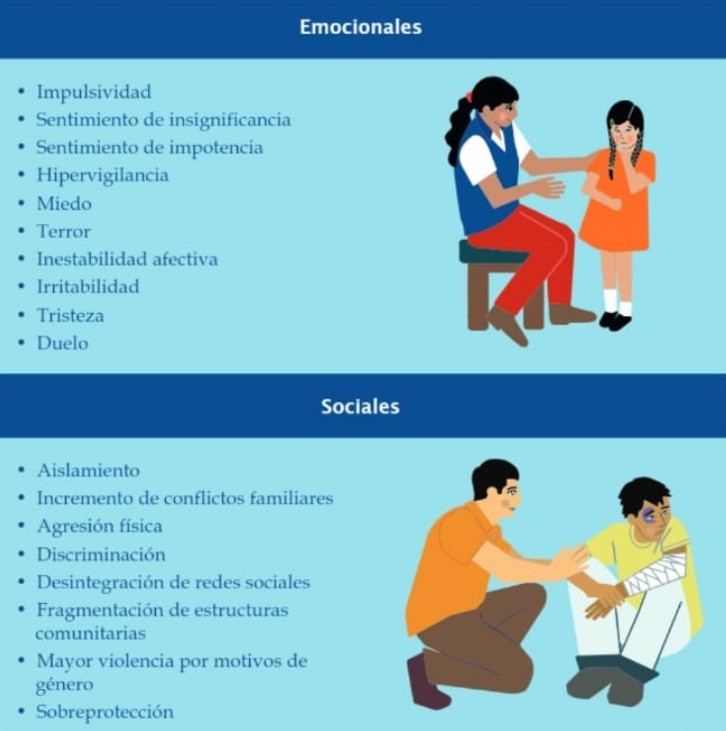 Emocionales
• Impulsividad
• Sentimiento de insignificancia
• Sentimiento de impotencia
• Hipervigilancia
• Miedo
• Terror
• Inestabilidad afectiva
• Irritabilidad
• Tristeza
• Duelo
Sociales
• Aislamiento
• Incremento de conflictos familiares
• Agresión física
• Discriminación
• Desintegración de redes sociales
• Fragmentación de estructuras
comunitarias
• Mayor violencia por motivos de
género
• Sobreprotección